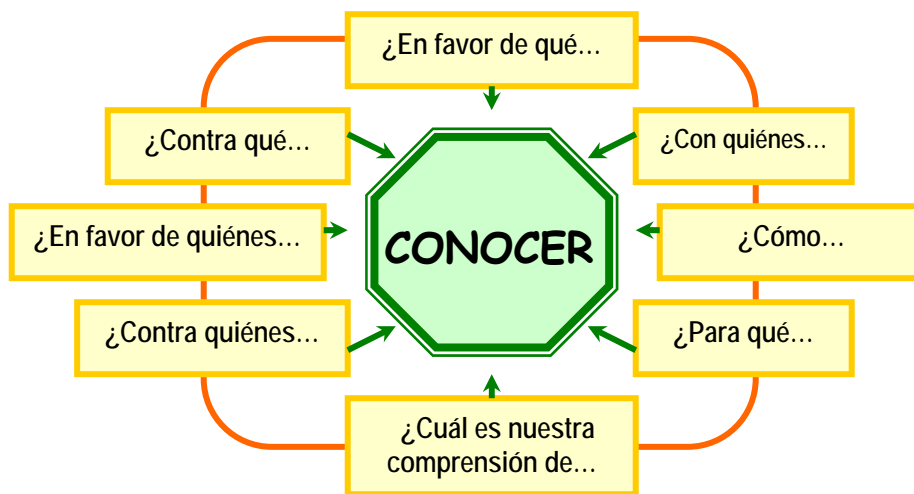 ¿En favor de qué...
¿Contra qué...
¿Con quiénes...
¿En favor de quiénes...
CONOCER
¿Cómo...
¿Contra quiénes...
¿Para qué...
¿Cuál es nuestra
comprensión de...